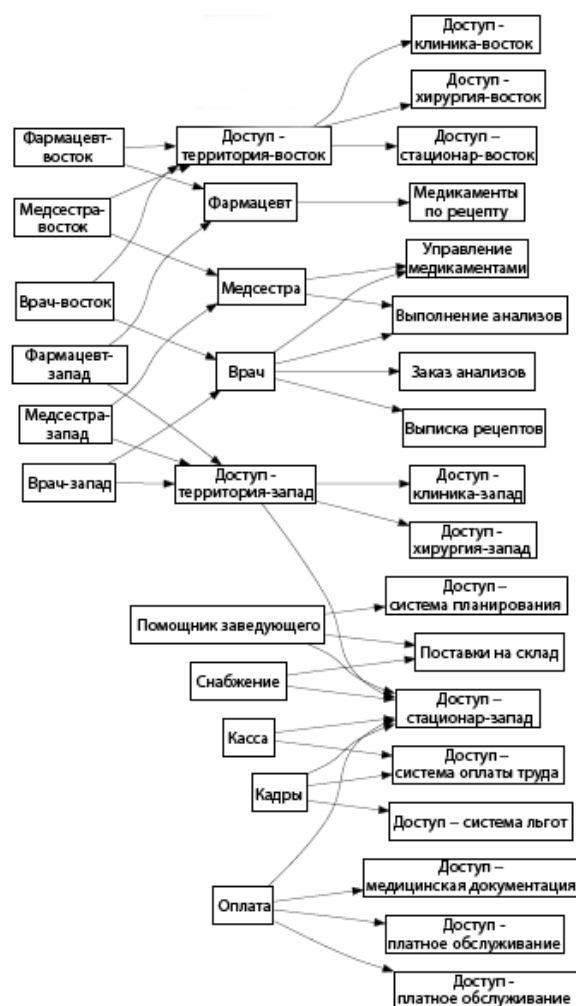 Доступ -
клиника-восток
Доступ -
хирургия-восток
Фармацевт-
восток
Доступ -
территория-восток
Доступ –
стационар-восток
Медсестра-
восток
Фармацевт
Медикаменты
по рецепту
Управление
медикаментами
Врач-восток
Медсестра
Выполнение анализов
Фармацевт-
запад
Врач
Заказ анализов
Медсестра-
запад
Выписка рецептов
Врач-запад
Доступ -
территория-запад
Доступ -
клиника-запад
Доступ -
хирургия-запад
Доступ –
система планирования
Помощник заведующего
Поставки на склад
Снабжение
Доступ –
стационар-запад
Касса
Доступ –
система оплаты труда
Кадры
Доступ – система льгот
Доступ –
медицинская документация
Оплата
Доступ -
платное обслуживание
Доступ -
платное обслуживание